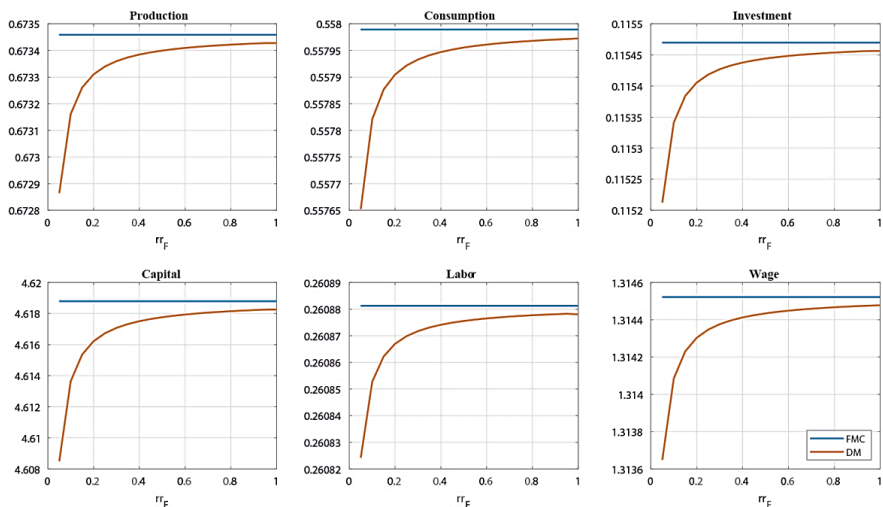 Production
Consumption
Investment
0.6735
0.6734
0.6733
0.6732
0.6731
0.673
0.6729
0.6728
0 0.2 0.4 0.6 0.8 1
rr_F
0.558
0.55795
0.5579
0.55785
0.5578
0.55775
0.5577
0.55765
0 0.2 0.4 0.6 0.8 1
rr_F
0.1155
0.11545
0.1154
0.11535
0.1153
0.11525
0.1152
0 0.2 0.4 0.6 0.8 1
rr_F
Capital
Labor
Wage
4.62
4.618
4.616
4.614
4.612
4.61
4.608
0 0.2 0.4 0.6 0.8 1
rr_F
0.26089
0.26088
0.26087
0.26086
0.26085
0.26084
0.26083
0.26082
0 0.2 0.4 0.6 0.8 1
rr_F
1.3146
1.3144
1.3142
1.314
1.3138
1.3136
0 0.2 0.4 0.6 0.8 1
rr_F
FMC
DM